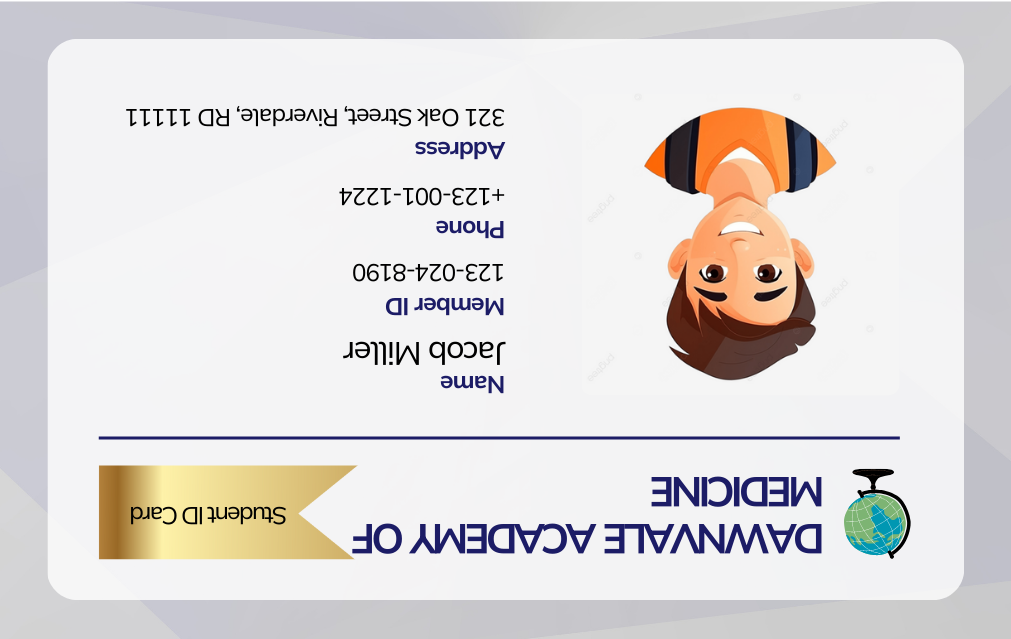 DAWNVALE ACADEMY OF
MEDICINE
Student ID Card
Name
Jacob Miller
Member ID
123-024-8190
Phone
+123-001-1224
Address
321 Oak Street, Riverdale, RD 11111